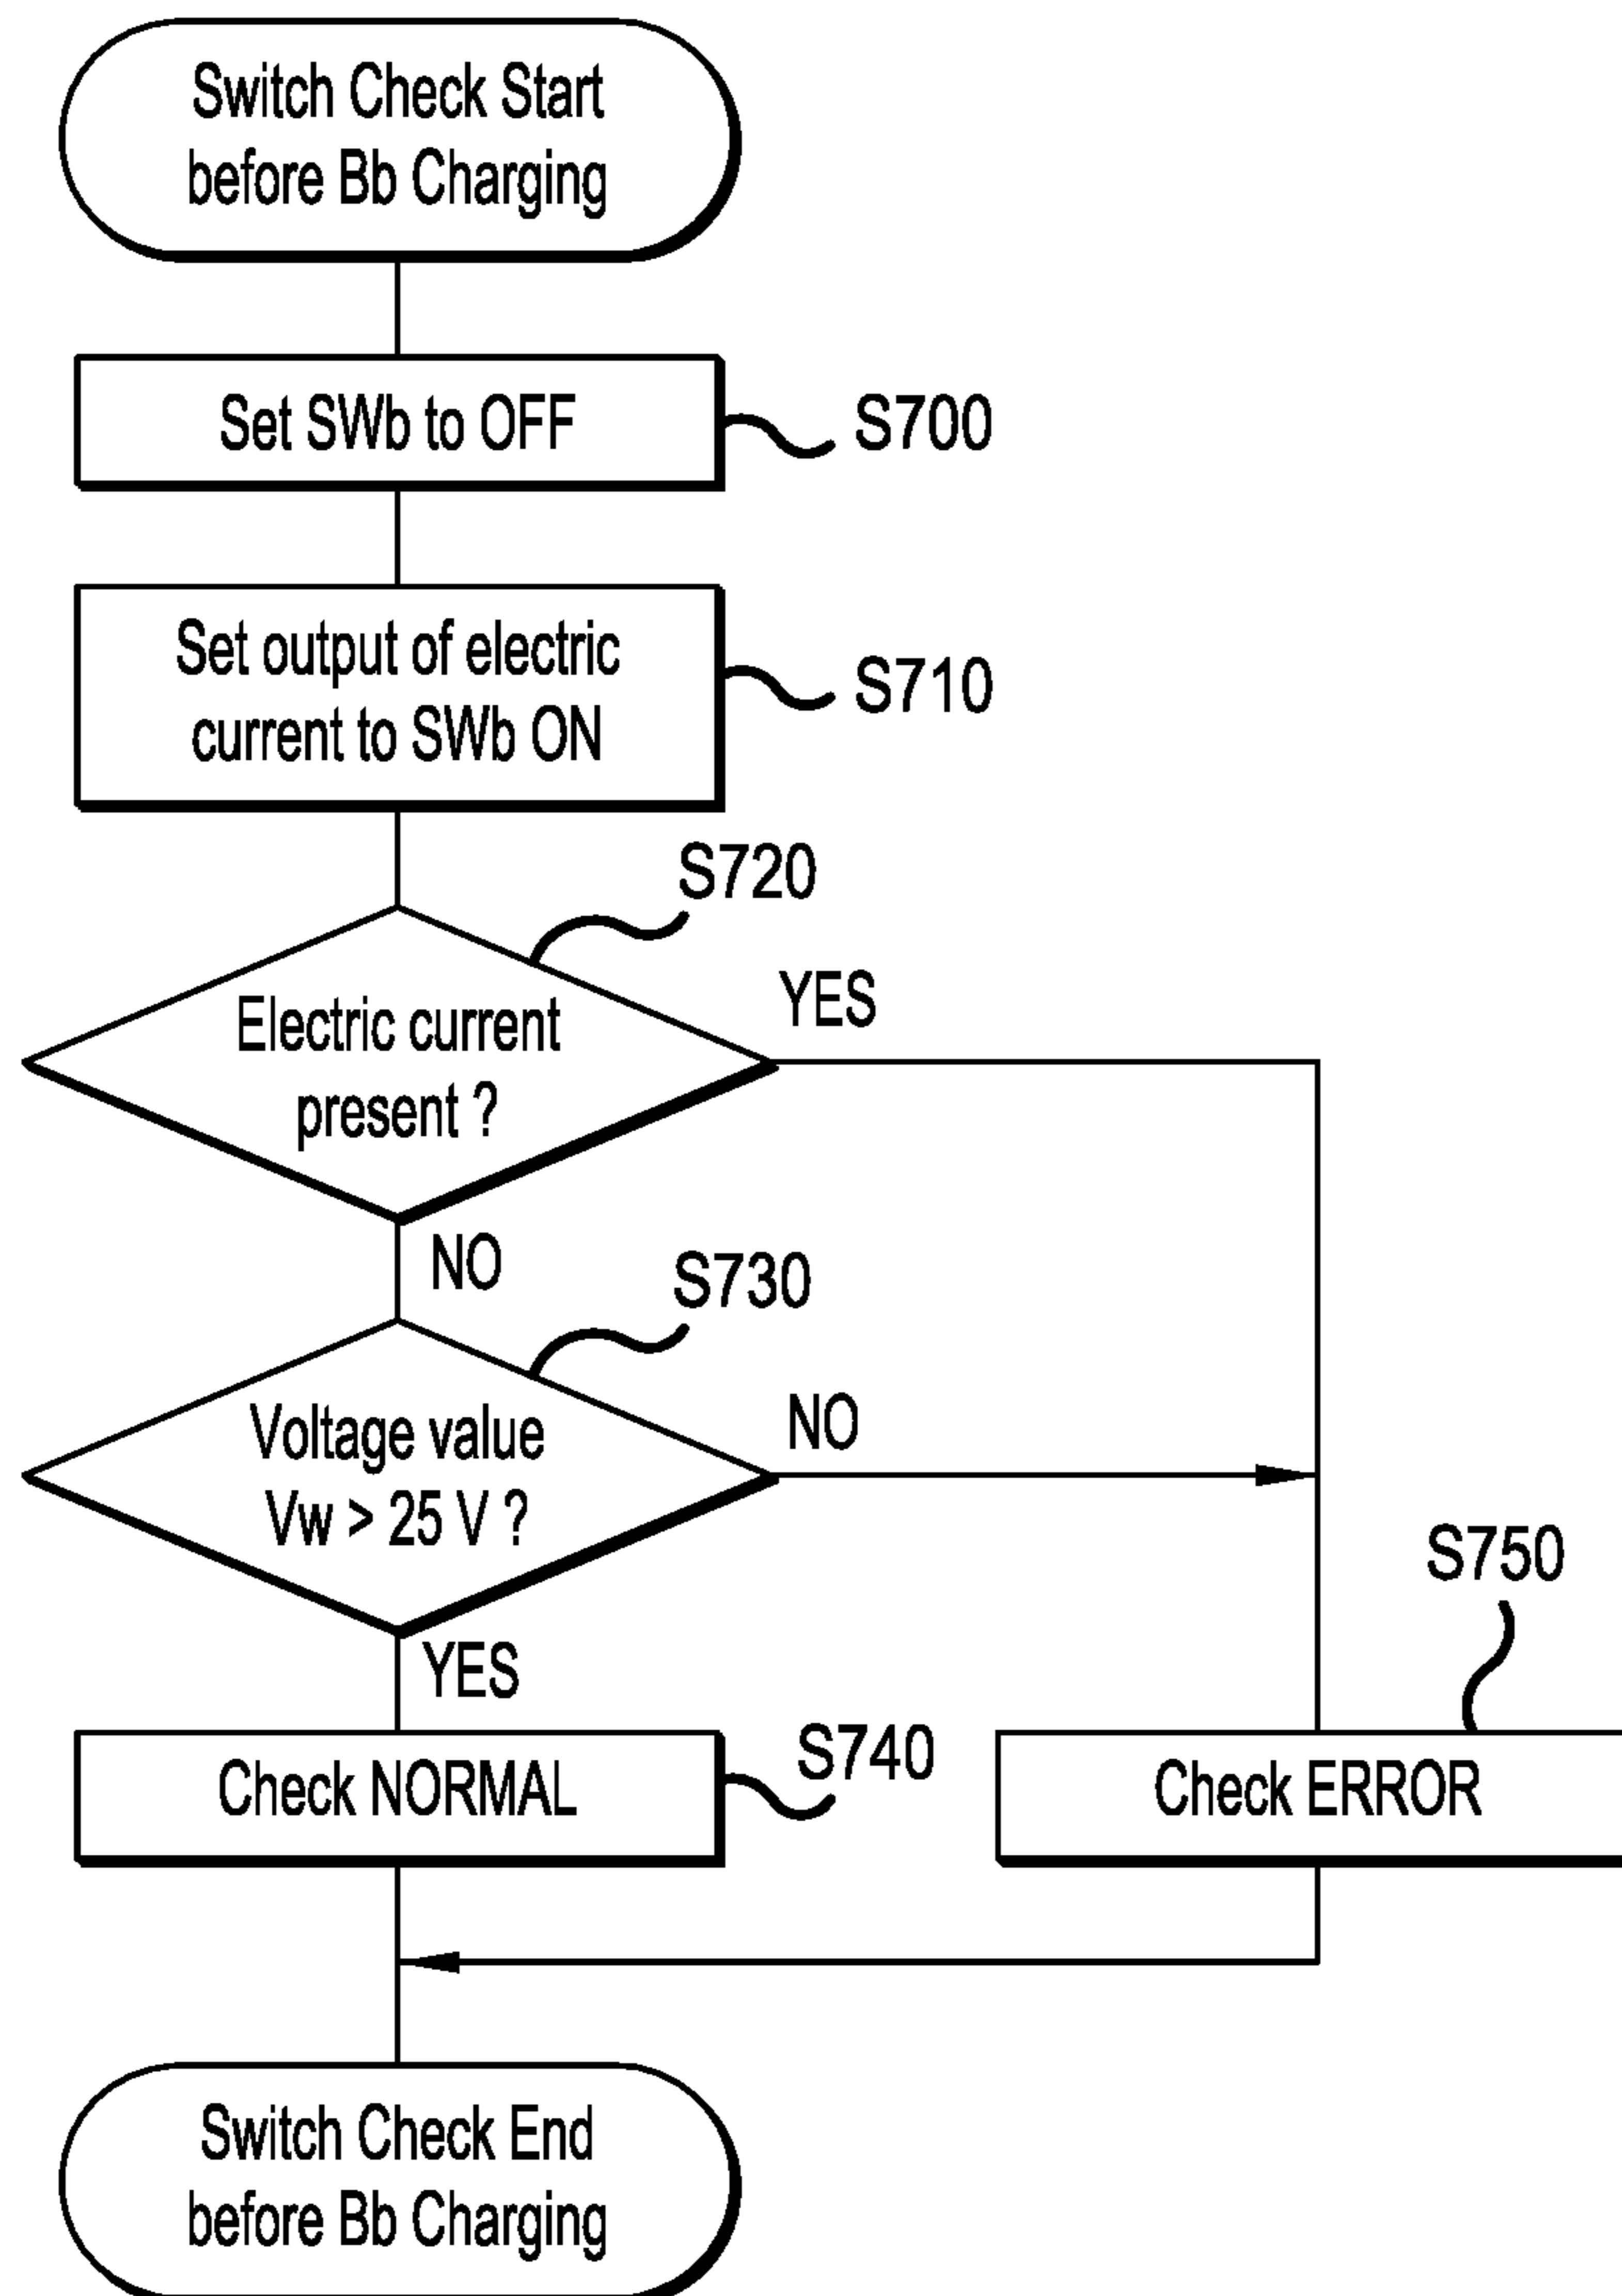 Switch Check Start
before Bb Charging
Set SWb to OFF
S700
Set output of electric
current to SWb ON
S710
S720
Electric current
present ?
YES
NO
S730
Voltage value
Vw > 25 V ?
NO
YES
S750
Check NORMAL
S740
Check ERROR
Switch Check End
before Bb Charging